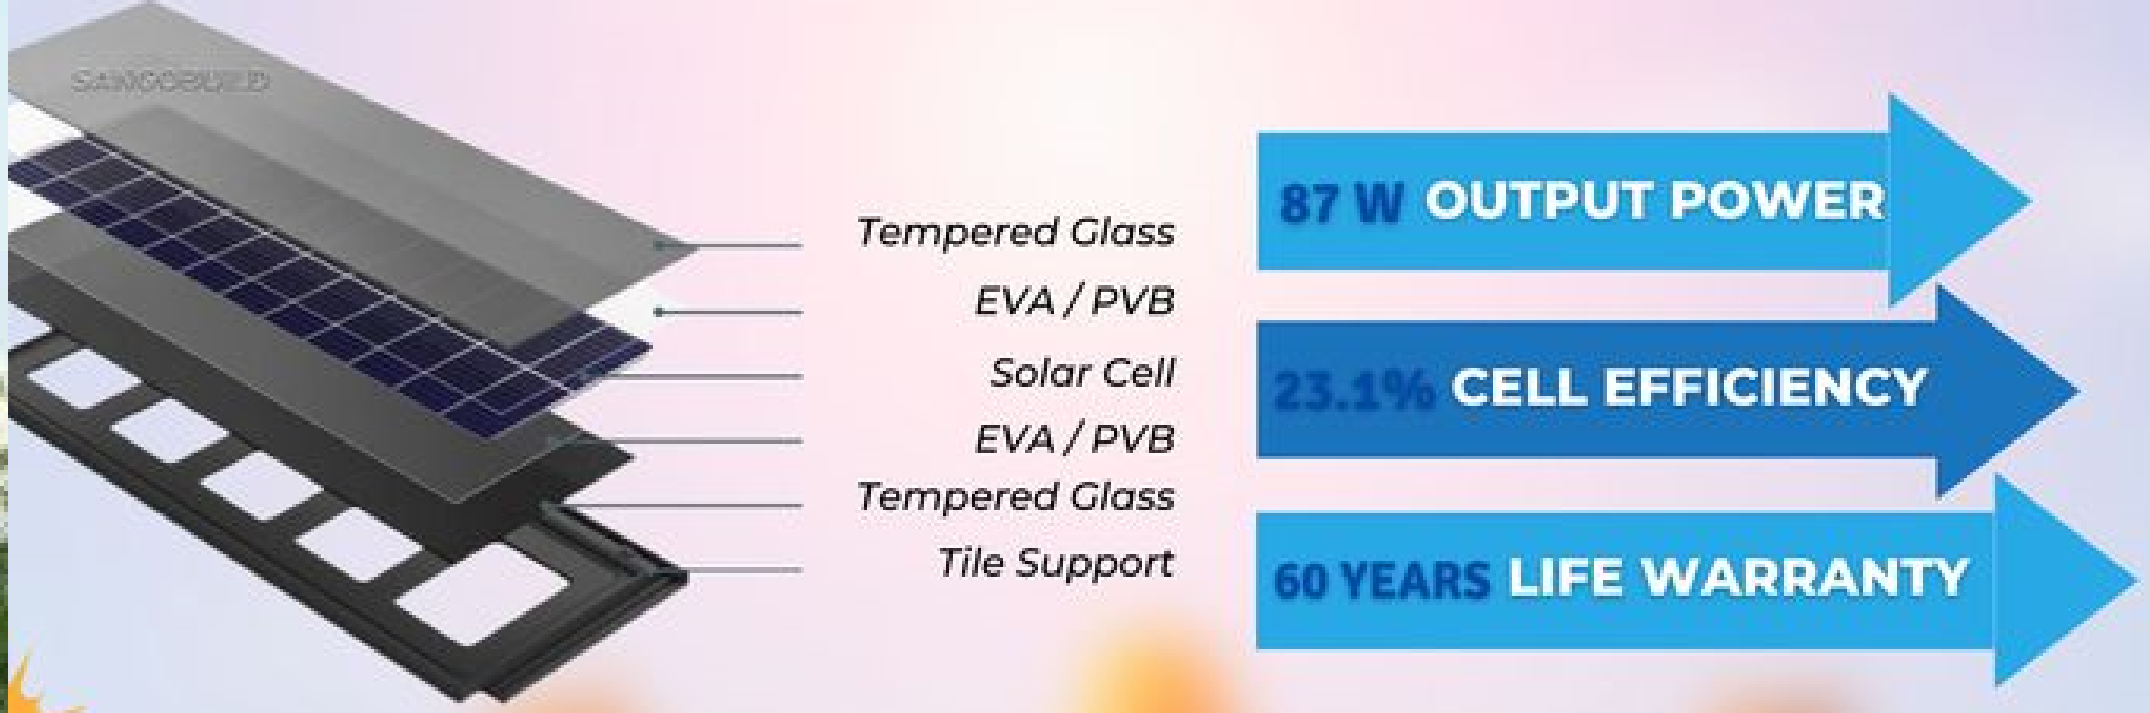 SANCOBUILD
Tempered Glass
EVA / PVB
Solar Cell
EVA / PVB
Tempered Glass
Tile Support
87 W OUTPUT POWER
23.1% CELL EFFICIENCY
60 YEARS LIFE WARRANTY